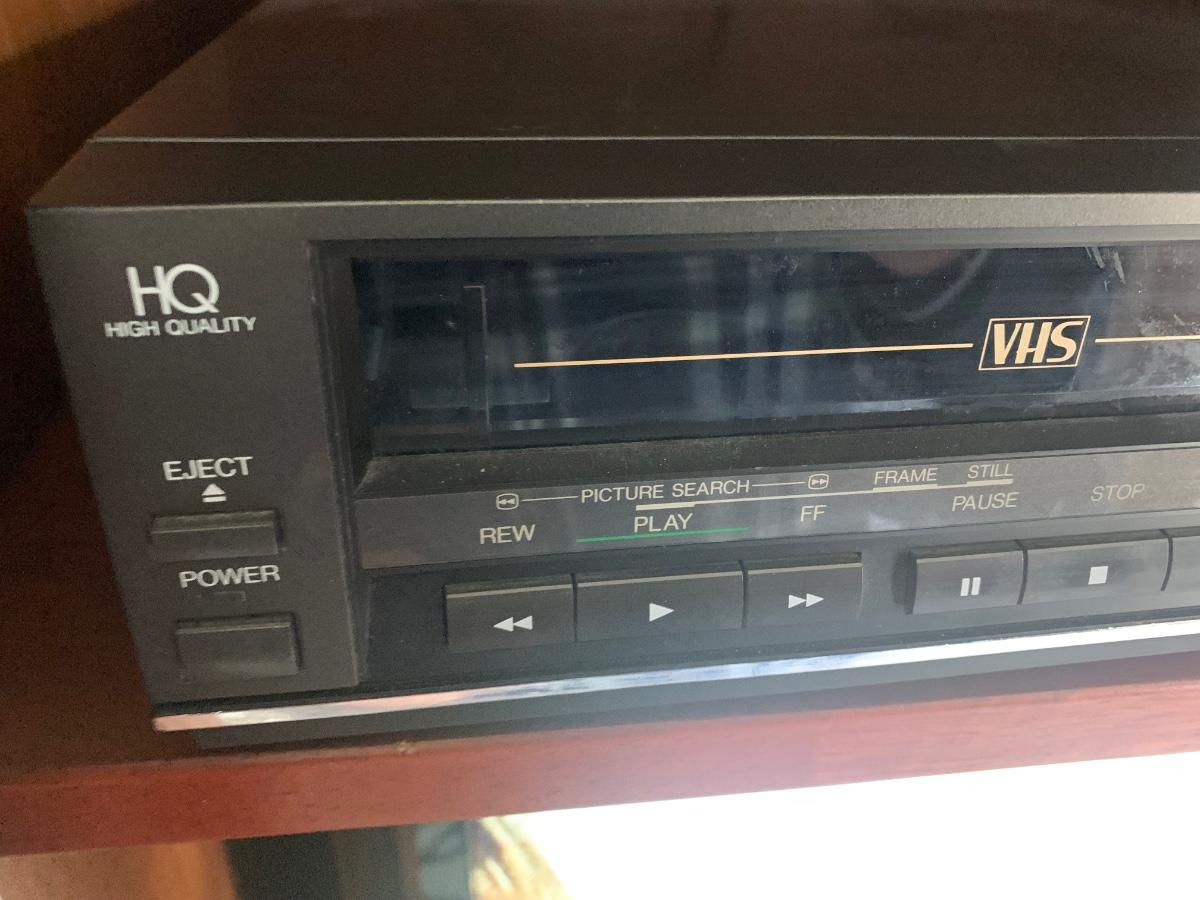 HQ
HIGH QUALITY
VHS
EJECT
POWER
PICTURE SEARCH
FRAME
STILL
REW
PLAY
FF
PAUSE
STOP